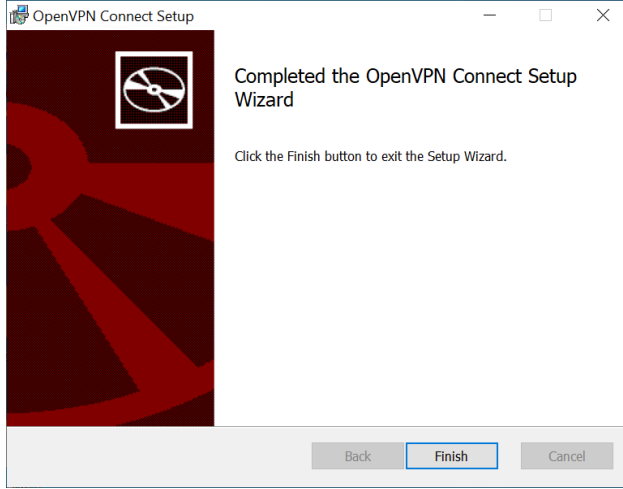 OpenVPN Connect Setup
Completed the OpenVPN Connect Setup
Wizard
Click the Finish button to exit the Setup Wizard.
Back
Finish
Cancel